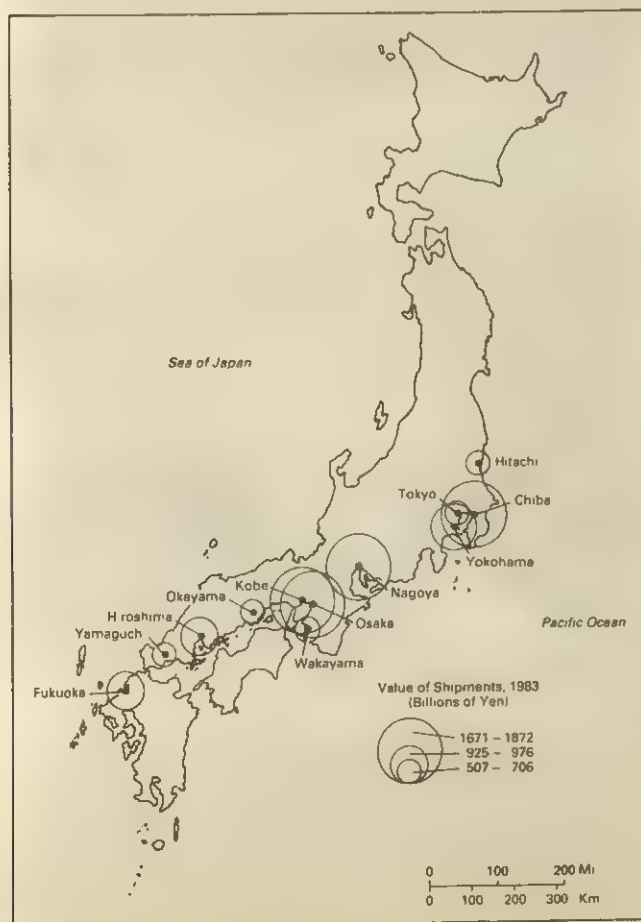 Sea of Japan
Hitachi
Tokyo
Chiba
Yokohama
Kobe
Nagoya
Okayama
Osaka
Hiroshima
Pacific Ocean
Yamaguch
Wakayama
Fukuoka
Value of Shipments, 1983
(Billions of Yen)
1671 – 1872
925 – 976
507 – 706
0 100 200 Mi
0 100 200 300 Km